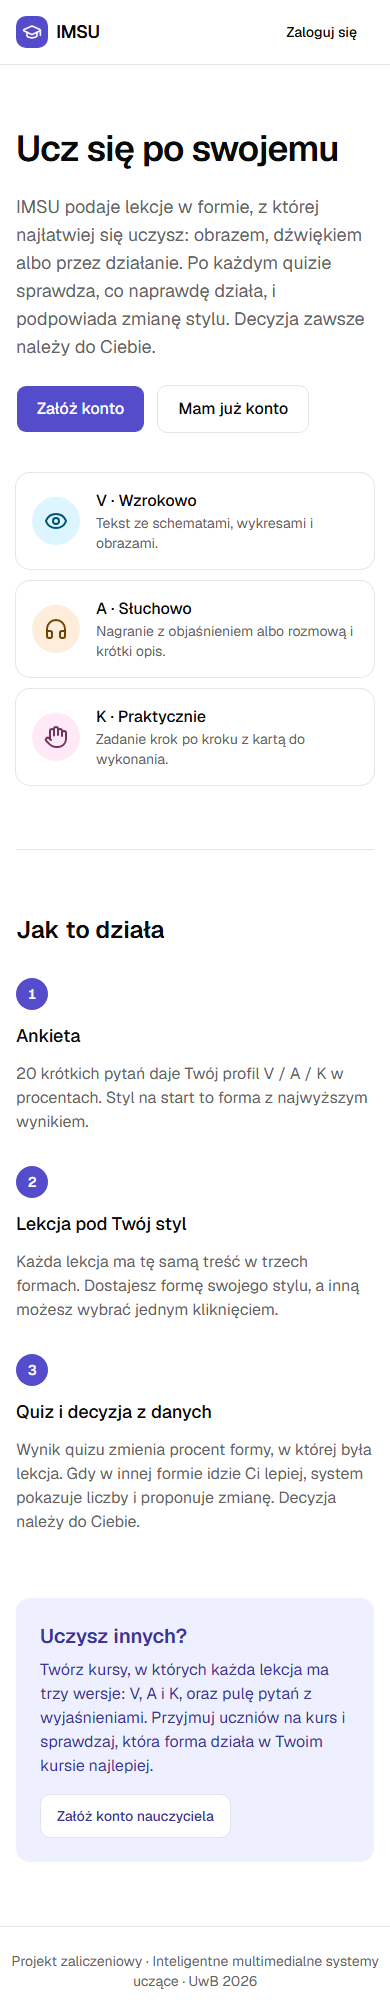 IMSU
Zaloguj się
Ucz się po swojemu
IMSU podaje lekcje w formie, z której
najłatwiej się uczysz: obrazem, dźwiękiem
albo przez działanie. Po każdym quizie
sprawdza, co naprawdę działa, i
podpowiada zmianę stylu. Decyzja zawsze
należy do Ciebie.
Załóż konto
Mam już konto
V · Wzrokowo
Tekst ze schematami, wykresami i
obrazami.
A · Słuchowo
Nagranie z objaśnieniem albo rozmową i
krótki opis.
K · Praktycznie
Zadanie krok po kroku z kartą do
wykonania.
Jak to działa
1
Ankieta
20 krótkich pytań daje Twój profil V / A / K w
procentach. Styl na start to forma z najwyższym
wynikiem.
2
Lekcja pod Twój styl
Każda lekcja ma tę samą treść w trzech
formach. Dostajesz formę swojego stylu, a inną
możesz wybrać jednym kliknięciem.
3
Quiz i decyzja z danych
Wynik quizu zmienia procent formy, w której była
lekcja. Gdy w innej formie idzie Ci lepiej, system
pokazuje liczby i proponuje zmianę. Decyzja
należy do Ciebie.
Uczysz innych?
Twórz kursy, w których każda lekcja ma
trzy wersje: V, A i K, oraz pulę pytań z
wyjaśnieniami. Przyjmuj uczniów na kurs i
sprawdzaj, która forma działa w Twoim
kursie najlepiej.
Załóż konto nauczyciela
Projekt zaliczeniowy · Inteligentne multimedialne systemy
uczące · UwB 2026